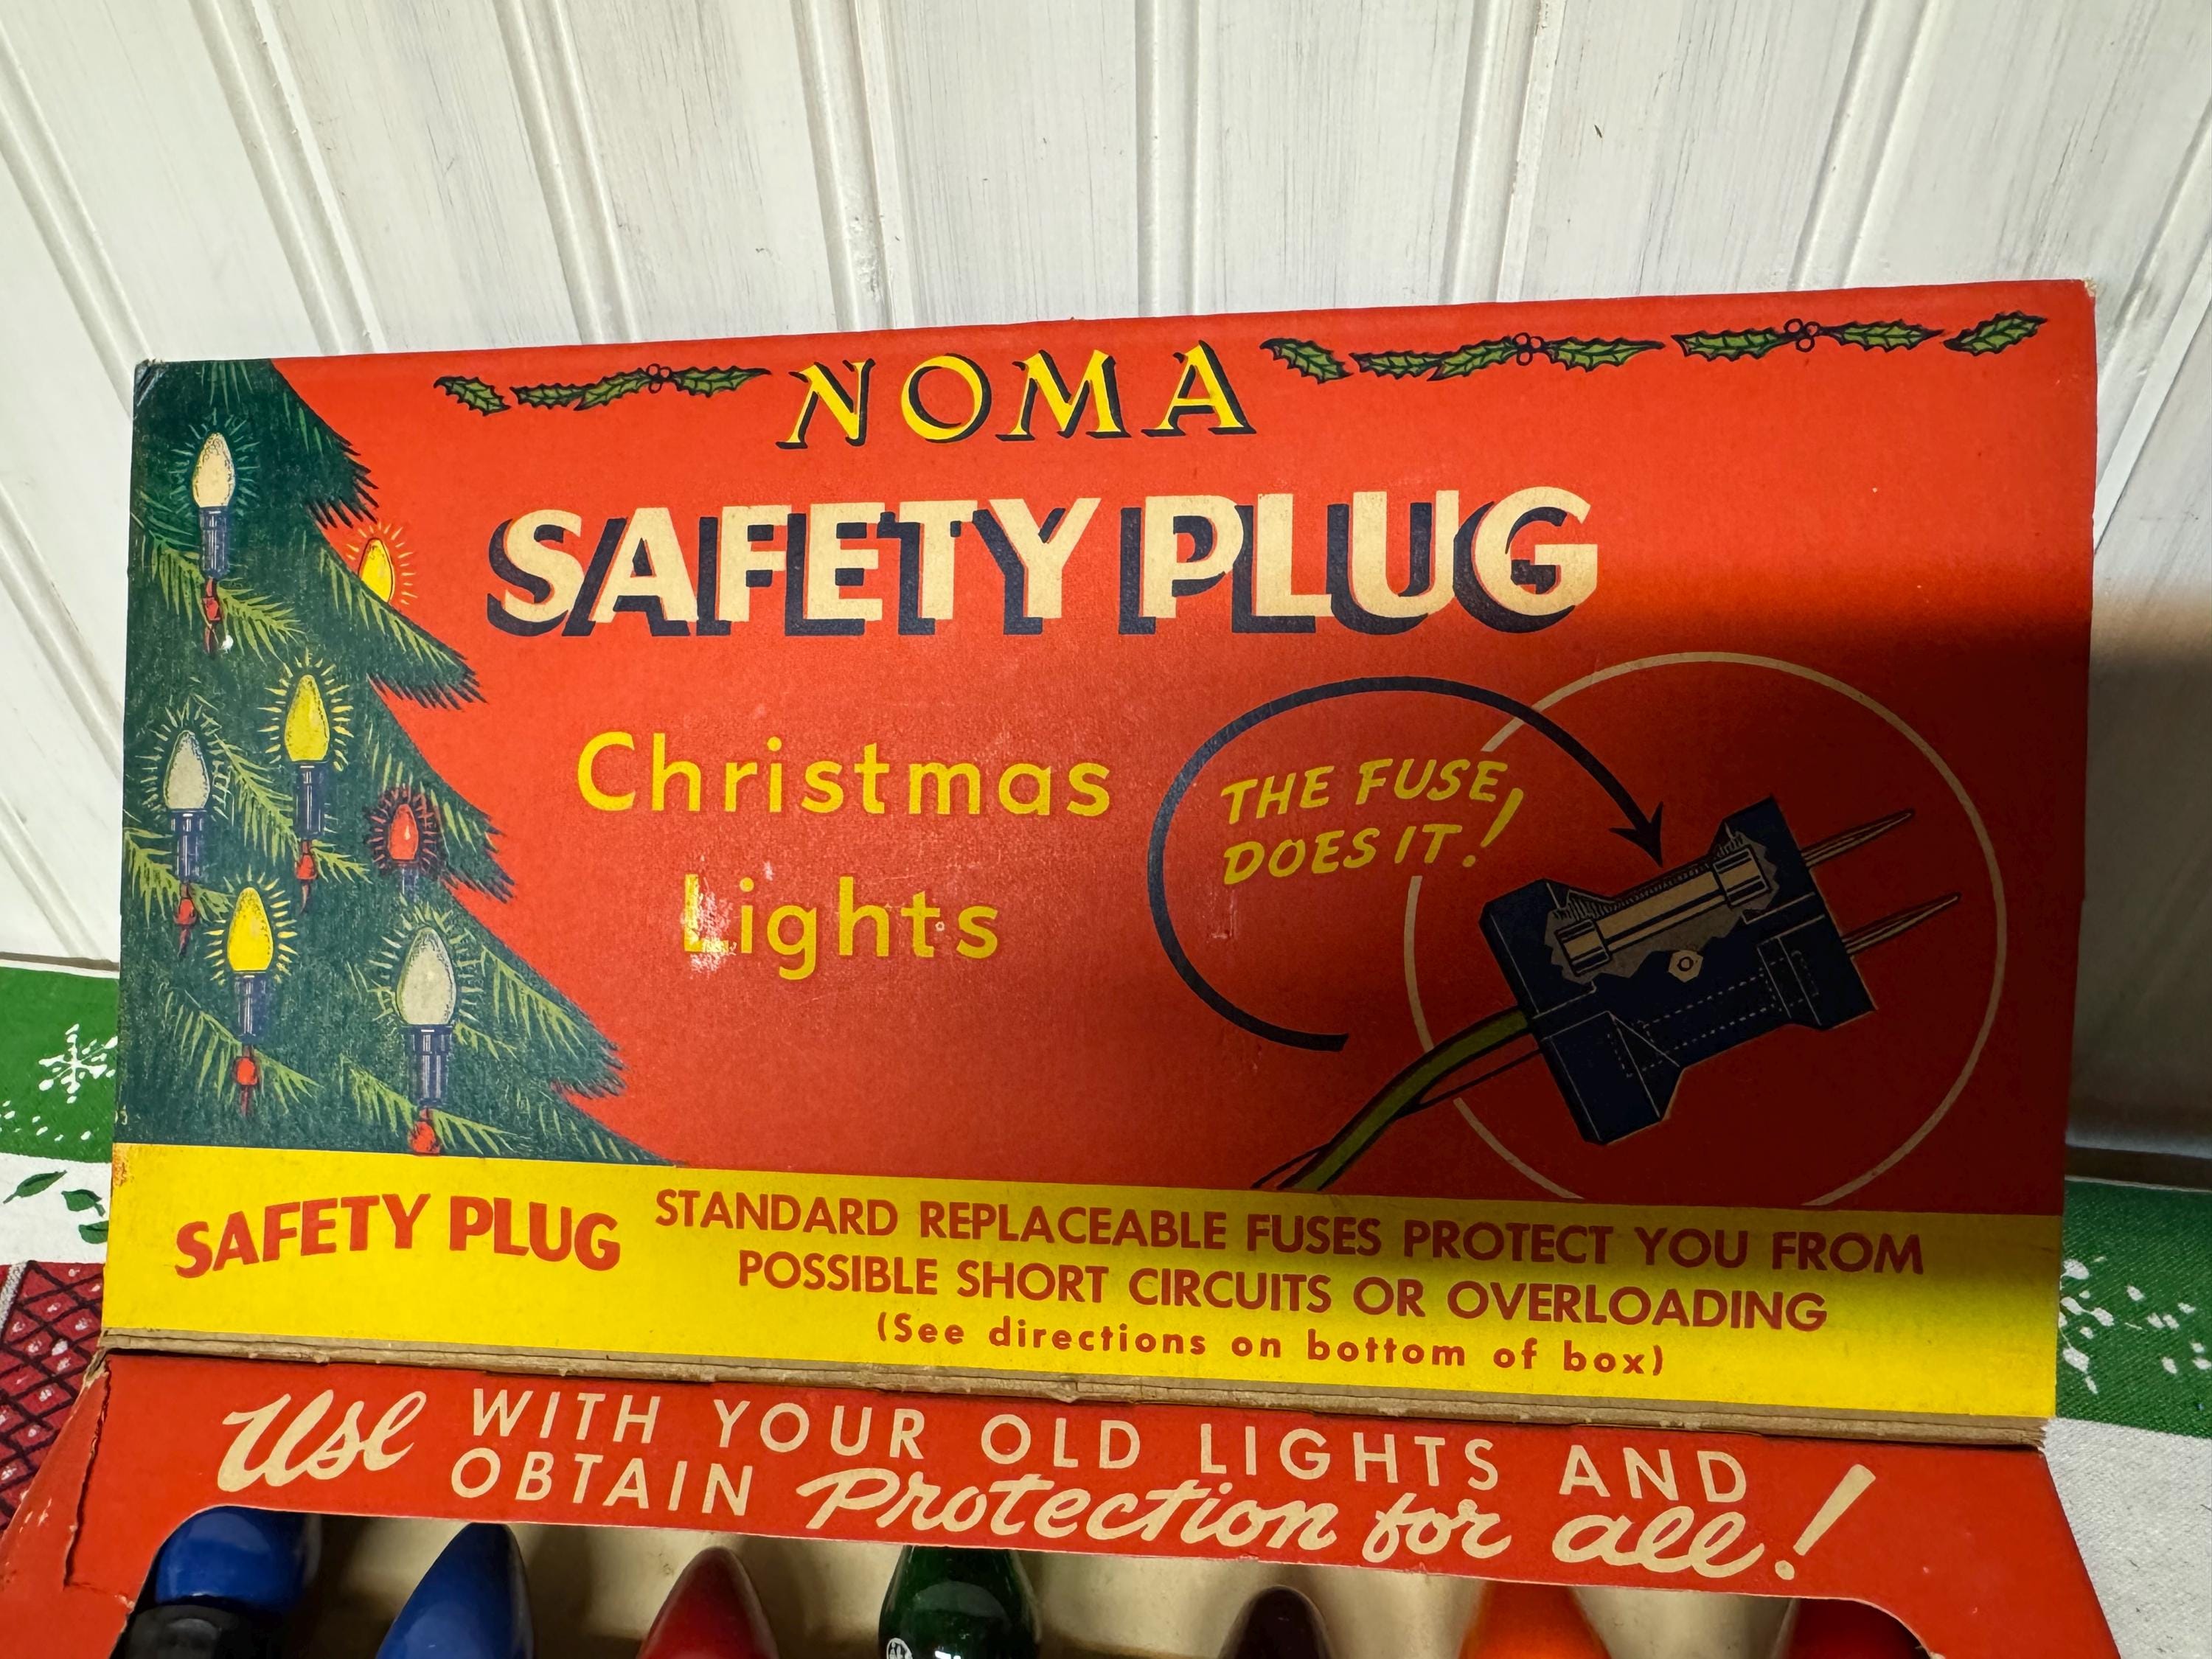 NOMA
SAFETY PLUG
Christmas
Lights
THE FUSE
DOES IT!
SAFETY PLUG
STANDARD REPLACEABLE FUSES PROTECT YOU FROM
POSSIBLE SHORT CIRCUITS OR OVERLOADING
(See directions on bottom of box)
Use WITH YOUR OLD LIGHTS AND
OBTAIN Protection for all!